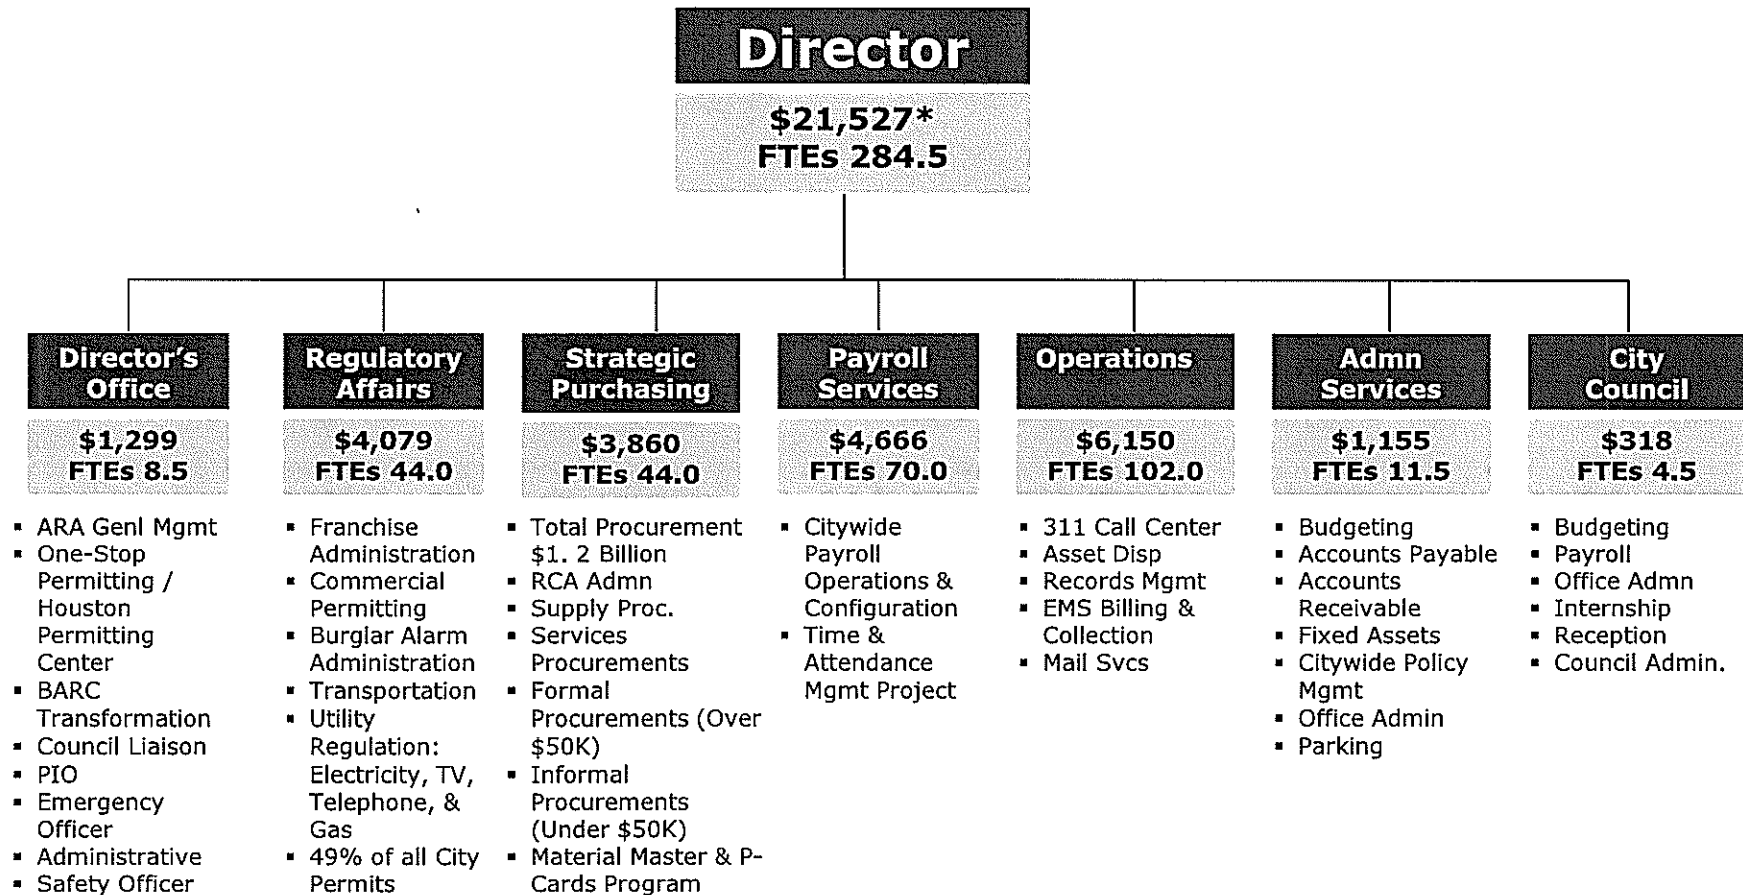 Director
$21,527*
FTEs 284.5
Director's
Office
$1,299
FTEs 8.5
▪ ARA Genl Mgmt
▪ One-Stop
Permitting /
Houston
Permitting
Center
▪ BARC
Transformation
▪ Council Liaison
▪ PIO
▪ Emergency
Officer
▪ Administrative
▪ Safety Officer
Regulatory
Affairs
$4,079
FTEs 44.0
▪ Franchise
Administration
▪ Commercial
Permitting
▪ Burglar Alarm
Administration
▪ Transportation
▪ Utility
Regulation:
Electricity, TV,
Telephone, &
Gas
▪ 49% of all City
Permits
Strategic
Purchasing
$3,860
FTEs 44.0
▪ Total Procurement
$1. 2 Billion
▪ RCA Admn
▪ Supply Proc.
▪ Services
Procurements
▪ Formal
Procurements (Over
$50K)
▪ Informal
Procurements
(Under $50K)
▪ Material Master & P-
Cards Program
Payroll
Services
$4,666
FTEs 70.0
▪ Citywide
Payroll
Operations &
Configuration
▪ Time &
Attendance
Mgmt Project
Operations
$6,150
FTEs 102.0
▪ 311 Call Center
▪ Asset Disp
▪ Records Mgmt
▪ EMS Billing &
Collection
▪ Mail Svcs
Admn
Services
$1,155
FTEs 11.5
▪ Budgeting
▪ Accounts Payable
▪ Accounts
Receivable
▪ Fixed Assets
▪ Citywide Policy
Mgmt
▪ Office Admin
▪ Parking
City
Council
$318
FTEs 4.5
▪ Budgeting
▪ Payroll
▪ Office Admn
▪ Internship
▪ Reception
▪ Council Admin.